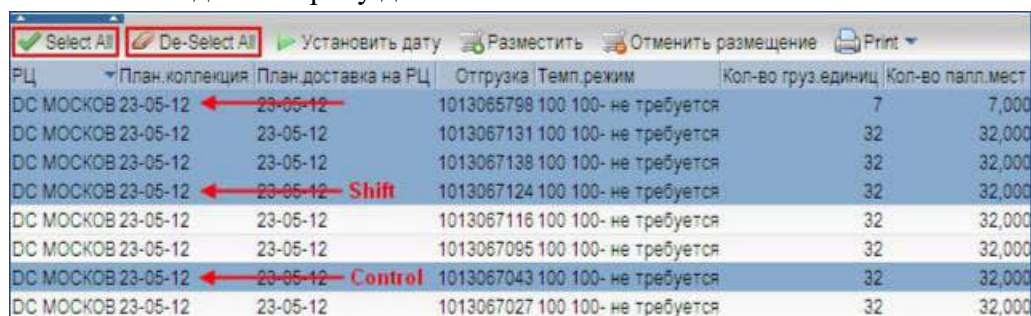 Select All De-Select All Установить дату Разместить Отменить размещение Print
РЦ План.коллекция План.доставка на РЦ Отгрузка Темп.режим Кол-во груз.единиц Кол-во палл.мест
DC МОСКОВ 23-05-12 23-05-12 1013065798 100 100- не требуется 7 7,000
DC МОСКОВ 23-05-12 23-05-12 1013067131 100 100- не требуется 32 32,000
DC МОСКОВ 23-05-12 23-05-12 1013067138 100 100- не требуется 32 32,000
DC МОСКОВ 23-05-12 23-05-12 Shift 1013067124 100 100- не требуется 32 32,000
DC МОСКОВ 23-05-12 23-05-12 1013067116 100 100- не требуется 32 32,000
DC МОСКОВ 23-05-12 23-05-12 1013067095 100 100- не требуется 32 32,000
DC МОСКОВ 23-05-12 23-05-12 Control 1013067043 100 100- не требуется 32 32,000
DC МОСКОВ 23-05-12 23-05-12 1013067027 100 100- не требуется 32 32,000